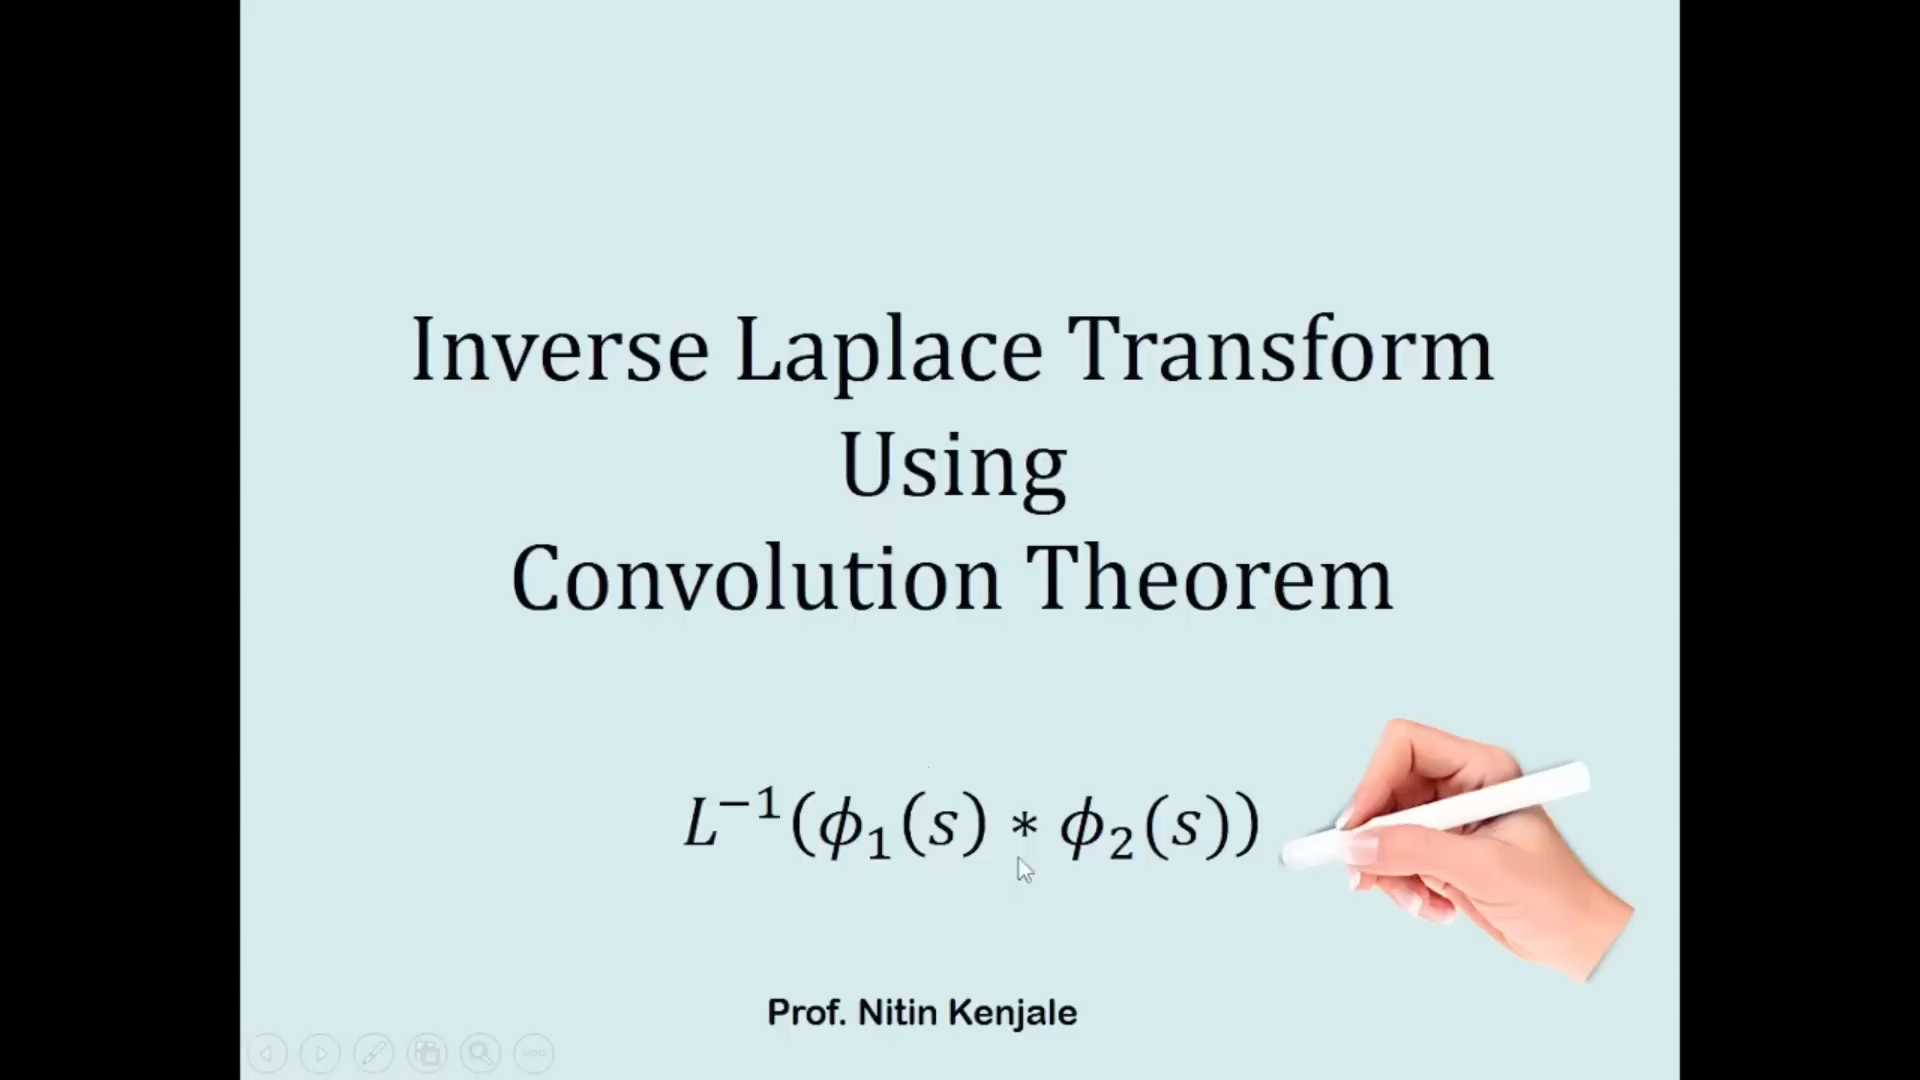 Inverse Laplace Transform
Using
Convolution Theorem
L⁻¹(ϕ₁(s) ∗ ϕ₂(s))
Prof. Nitin Kenjale